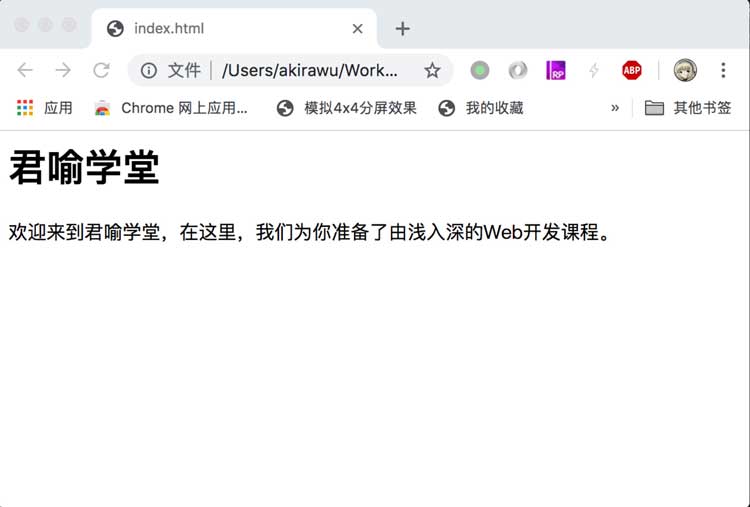 index.html
文件 /Users/akirawu/Work...
RP
ABP
应用 Chrome 网上应用... 模拟4x4分屏效果 我的收藏 » 其他书签
君喻学堂
欢迎来到君喻学堂，在这里，我们为你准备了由浅入深的Web开发课程。